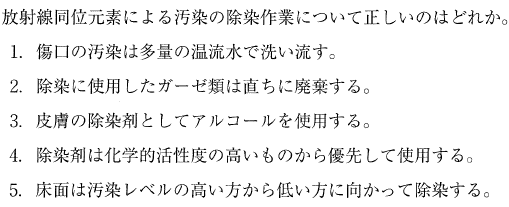 放射線同位元素による汚染の除染作業について正しいのはどれか。
1. 傷口の汚染は多量の温流水で洗い流す。
2. 除染に使用したガーゼ類は直ちに廃棄する。
3. 皮膚の除染剤としてアルコールを使用する。
4. 除染剤は化学的活性度の高いものから優先して使用する。
5. 床面は汚染レベルの高い方から低い方に向かって除染する。